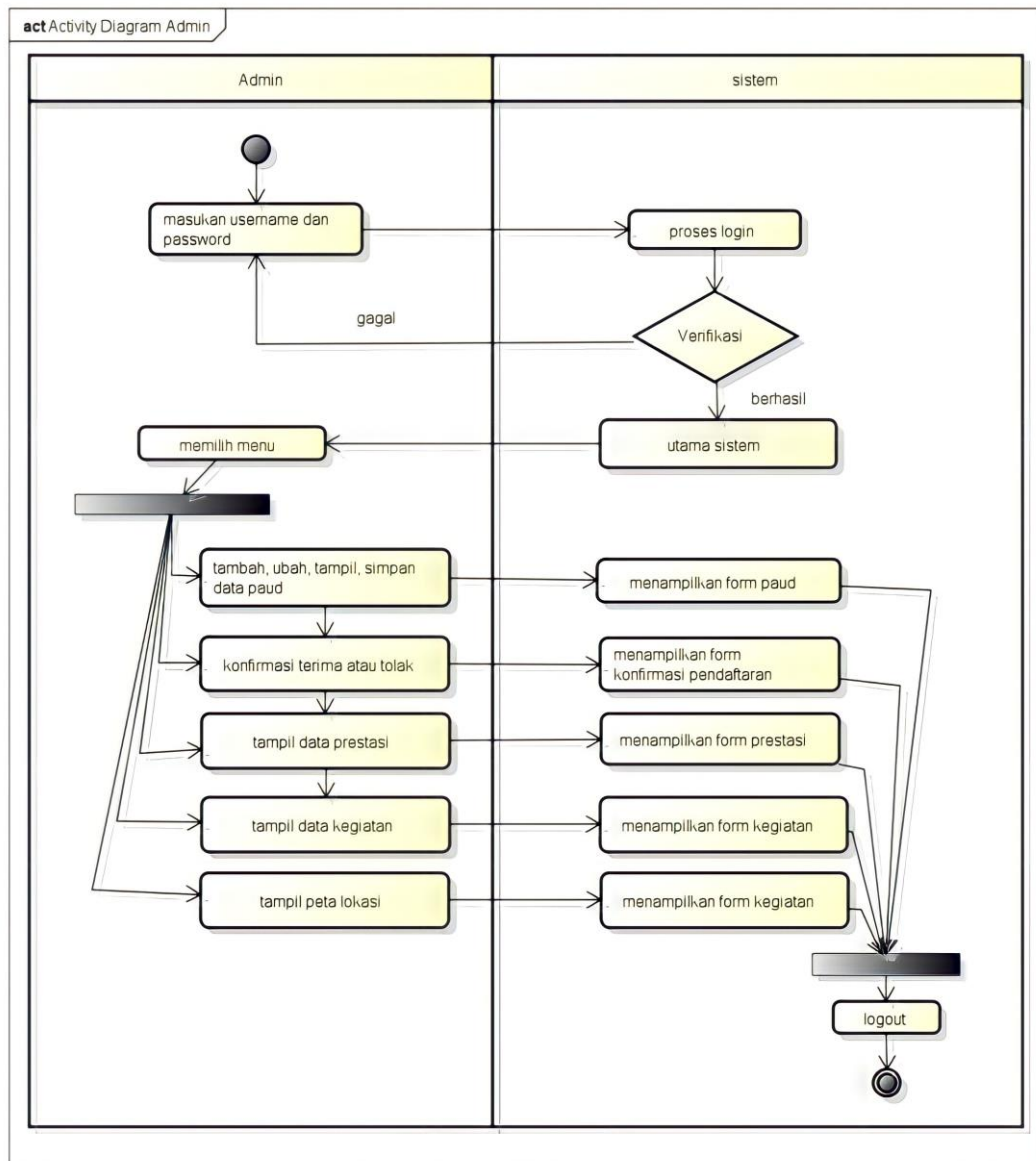 act Activity Diagram Admin
Admin
sistem
masukan username dan
password
proses login
gagal
Verifikasi
berhasil
memilih menu
utama sistem
tambah, ubah, tampil, simpan
data paud
menampilkan form paud
konfirmasi terima atau tolak
menampilkan form
konfirmasi pendaftaran
tampil data prestasi
menampilkan form prestasi
tampil data kegiatan
menampilkan form kegiatan
tampil peta lokasi
menampilkan form kegiatan
logout